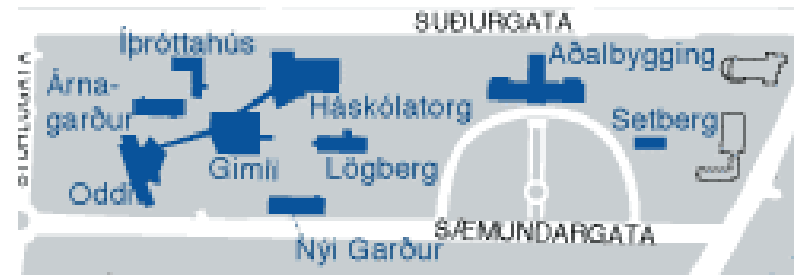 SUÐURGATA
Íþróttahús
Aðalbygging
Árna-
garður
Háskólatorg
Setberg
Gimli
Lögberg
Oddi
SÆMUNDARGATA
Nýi Garður